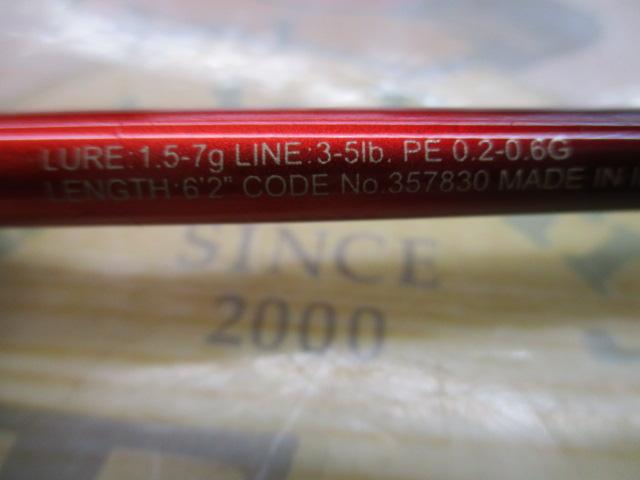 LURE:1.5-7g LINE:3-5lb. PE 0.2-0.6G
LENGTH:6'2" CODE No.357830 MADE IN
SINCE
2000